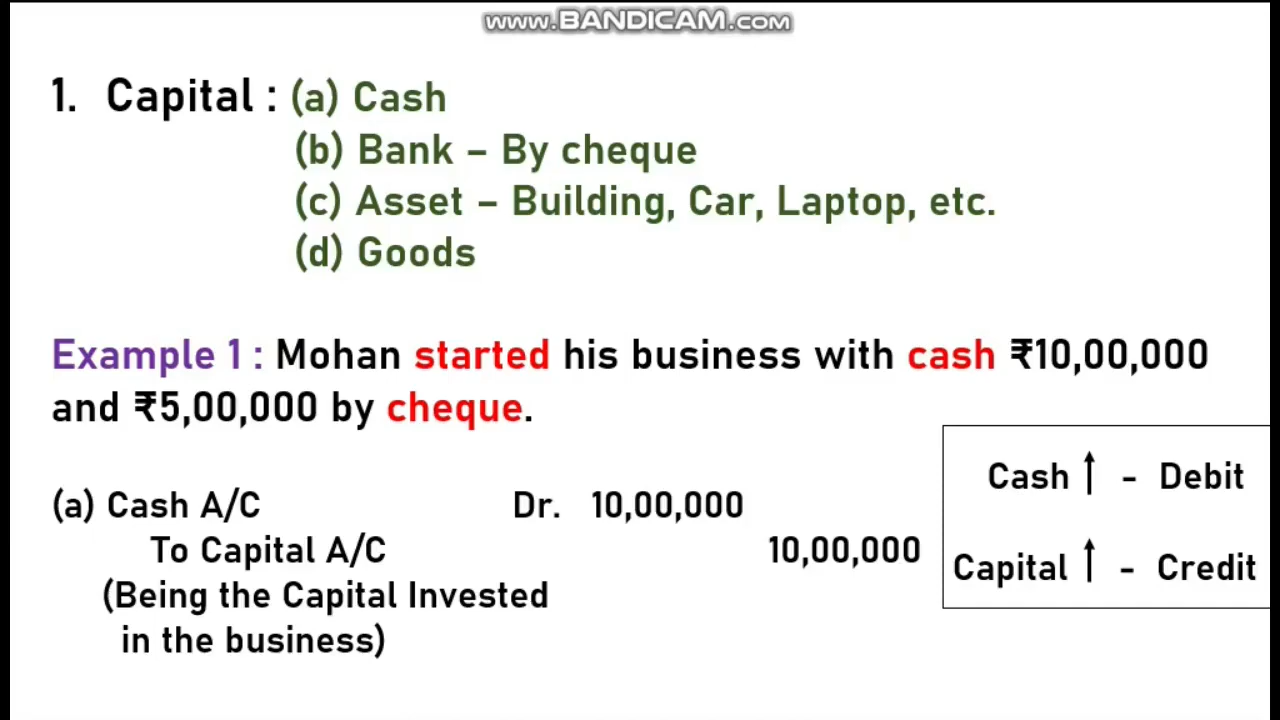 www.BANDICAM.com
1. Capital : (a) Cash
(b) Bank – By cheque
(c) Asset – Building, Car, Laptop, etc.
(d) Goods
Example 1 : Mohan started his business with cash ₹10,00,000
and ₹5,00,000 by cheque.
(a) Cash A/C Dr. 10,00,000
To Capital A/C 10,00,000
(Being the Capital Invested
in the business)
Cash ↑ - Debit
Capital ↑ - Credit